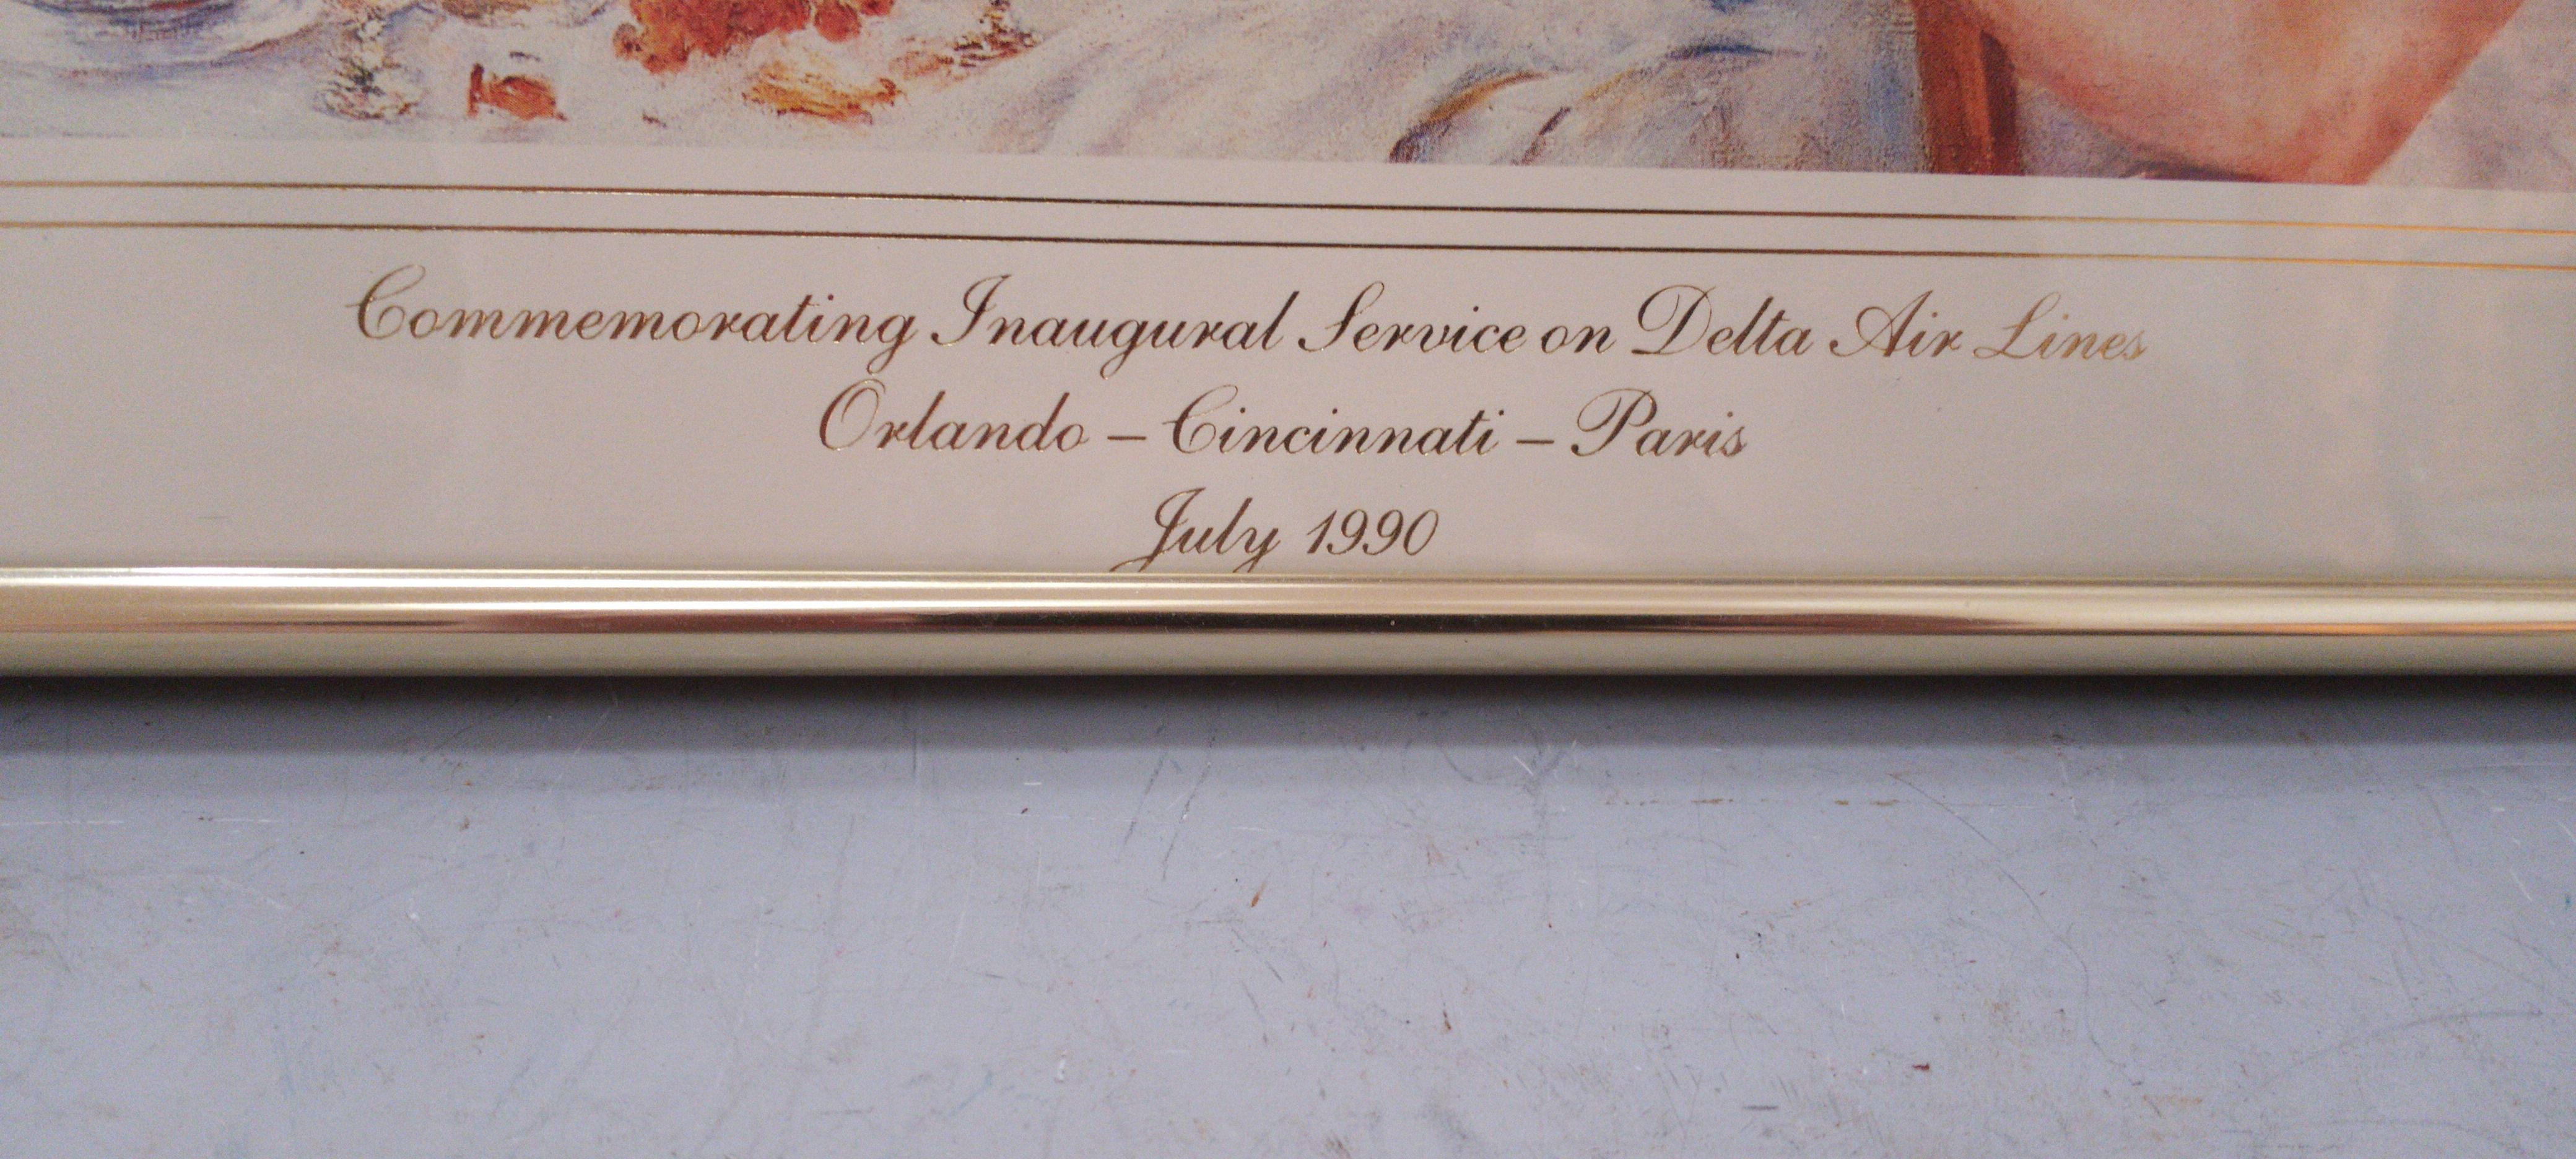 Commemorating Inaugural Service on Delta Air Lines
Orlando – Cincinnati – Paris
July 1990